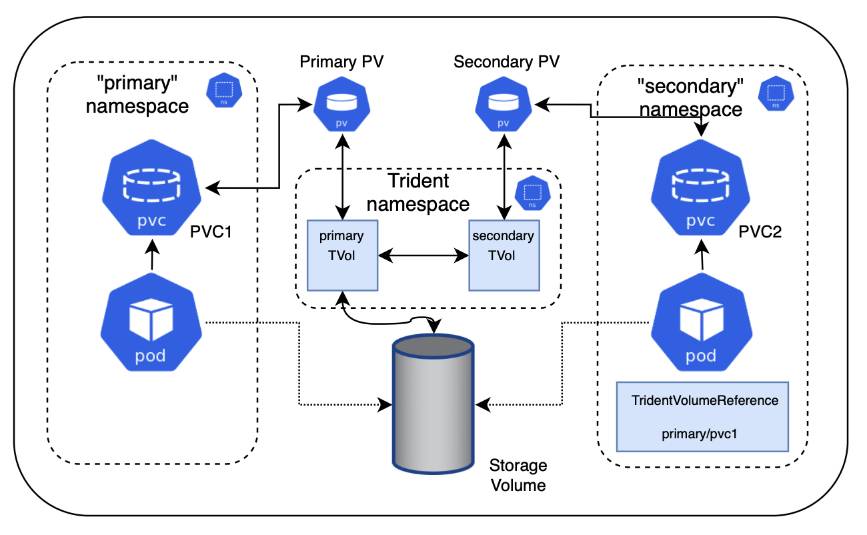 Primary PV
Secondary PV
"primary"
namespace
ns
pv
pv
"secondary"
namespace
ns
Trident
namespace
ns
pvc
PVC1
primary
TVol
secondary
TVol
pvc
PVC2
pod
pod
TridentVolumeReference
primary/pvc1
Storage
Volume